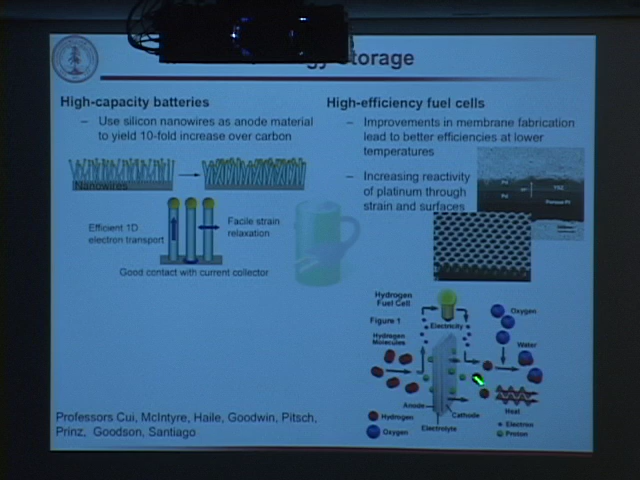 Storage
High-capacity batteries
– Use silicon nanowires as anode material
to yield 10-fold increase over carbon
Nanowires
Efficient 1D
electron transport
Facile strain
relaxation
Good contact with current collector
High-efficiency fuel cells
– Improvements in membrane fabrication
lead to better efficiencies at lower
temperatures
– Increasing reactivity
of platinum through
strain and surfaces
Hydrogen
Fuel Cell
Figure 1
Hydrogen
Molecules
Electricity
Oxygen
Water
Heat
Anode
Cathode
Electrolyte
Hydrogen
Oxygen
Electron
Proton
Professors Cui, McIntyre, Haile, Goodwin, Pitsch,
Prinz, Goodson, Santiago